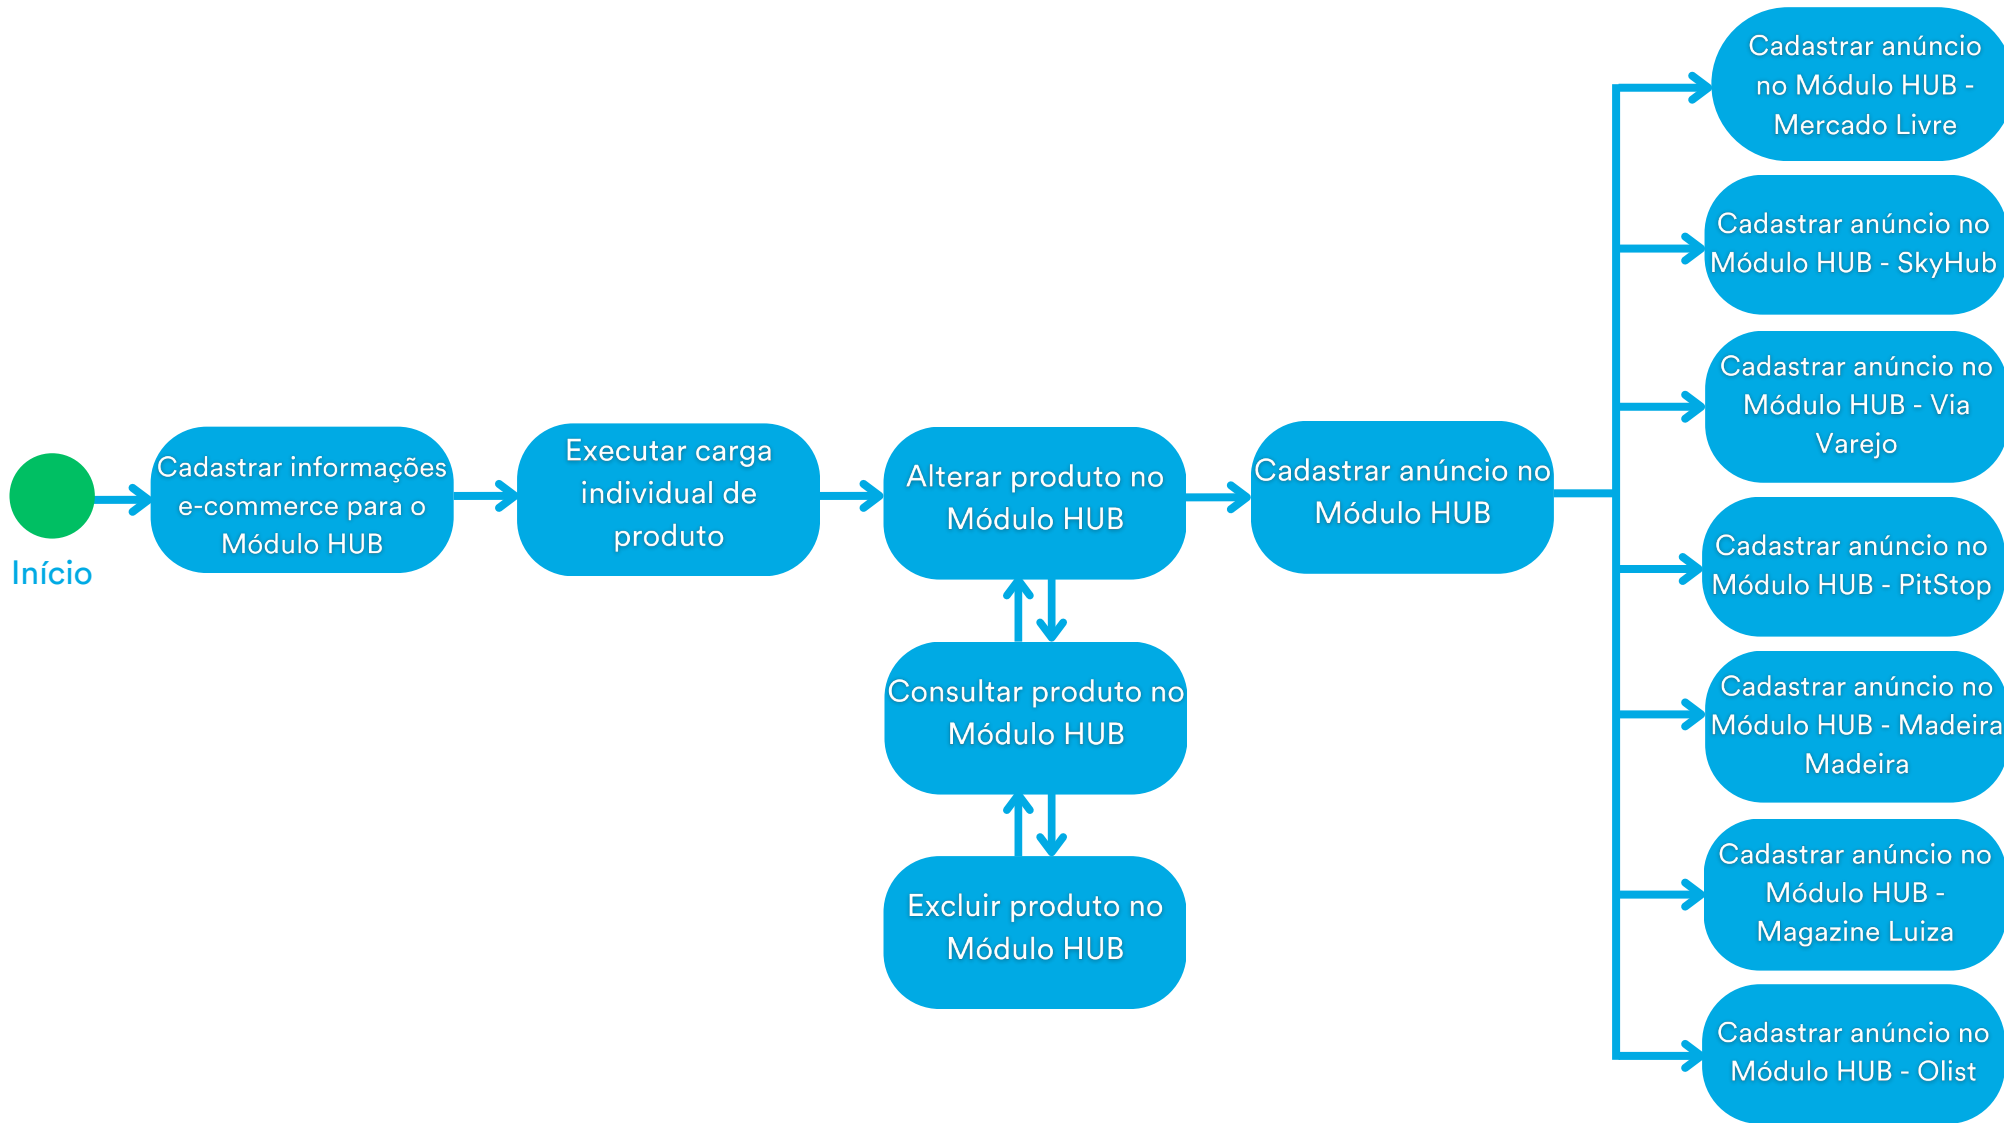 Início
Cadastrar informações
e-commerce para o
Módulo HUB
Executar carga
individual de
produto
Alterar produto no
Módulo HUB
Consultar produto no
Módulo HUB
Excluir produto no
Módulo HUB
Cadastrar anúncio no
Módulo HUB
Cadastrar anúncio
no Módulo HUB -
Mercado Livre
Cadastrar anúncio no
Módulo HUB - SkyHub
Cadastrar anúncio no
Módulo HUB - Via
Varejo
Cadastrar anúncio no
Módulo HUB - PitStop
Cadastrar anúncio no
Módulo HUB - Madeira
Madeira
Cadastrar anúncio no
Módulo HUB -
Magazine Luiza
Cadastrar anúncio no
Módulo HUB - Olist